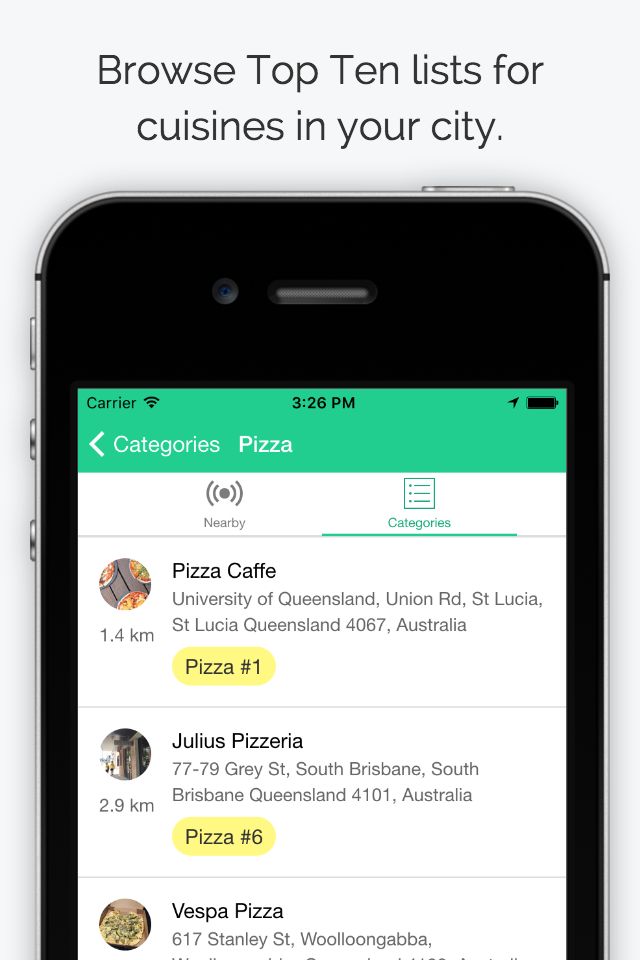 Browse Top Ten lists for
cuisines in your city.
Carrier 3:26 PM
Categories Pizza
Nearby Categories
Pizza Caffe
University of Queensland, Union Rd, St Lucia,
St Lucia Queensland 4067, Australia
1.4 km
Pizza #1
Julius Pizzeria
77-79 Grey St, South Brisbane, South
Brisbane Queensland 4101, Australia
2.9 km
Pizza #6
Vespa Pizza
617 Stanley St, Woolloongabba,